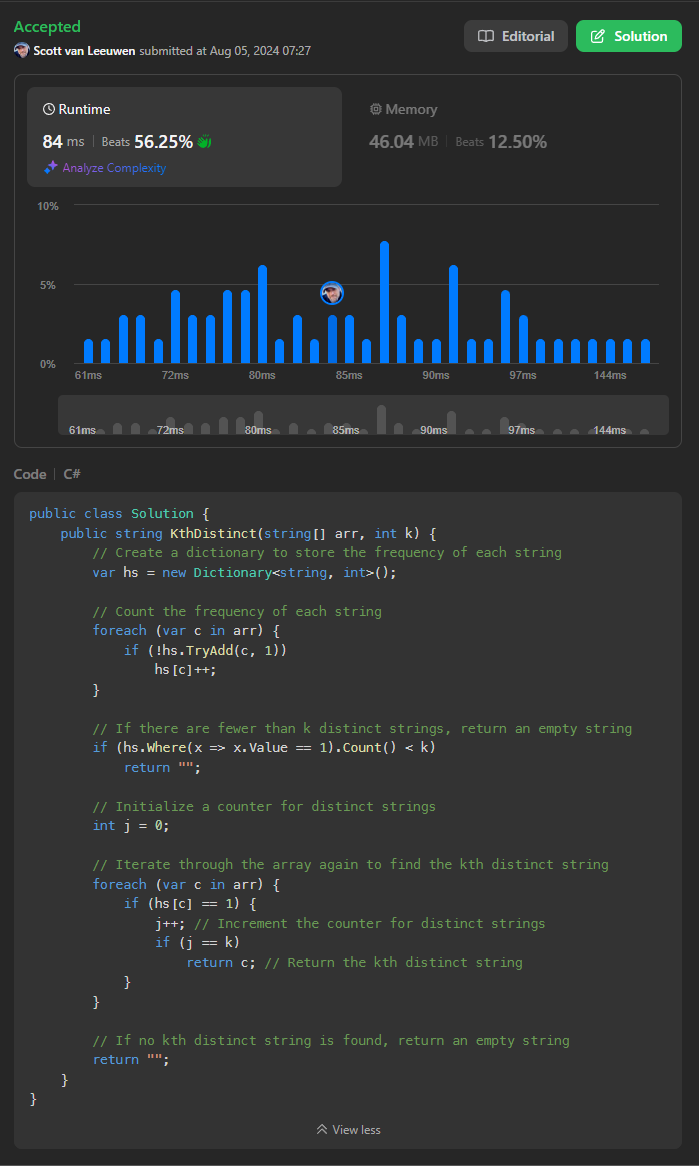 Accepted
Scott van Leeuwen submitted at Aug 05, 2024 07:27
Editorial
Solution
Runtime
84 ms | Beats 56.25%
Analyze Complexity
Memory
46.04 MB | Beats 12.50%
10%
5%
0%
61ms 72ms 80ms 85ms 90ms 97ms 144ms
61ms 72ms 80ms 85ms 90ms 97ms 144ms
Code | C#
public class Solution {
    public string KthDistinct(string[] arr, int k) {
        // Create a dictionary to store the frequency of each string
        var hs = new Dictionary<string, int>();
        // Count the frequency of each string
        foreach (var c in arr) {
            if (!hs.TryAdd(c, 1))
                hs[c]++;
        }
        // If there are fewer than k distinct strings, return an empty string
        if (hs.Where(x => x.Value == 1).Count() < k)
            return "";
        // Initialize a counter for distinct strings
        int j = 0;
        // Iterate through the array again to find the kth distinct string
        foreach (var c in arr) {
            if (hs[c] == 1) {
                j++; // Increment the counter for distinct strings
                if (j == k)
                    return c; // Return the kth distinct string
            }
        }
        // If no kth distinct string is found, return an empty string
        return "";
    }
}
View less